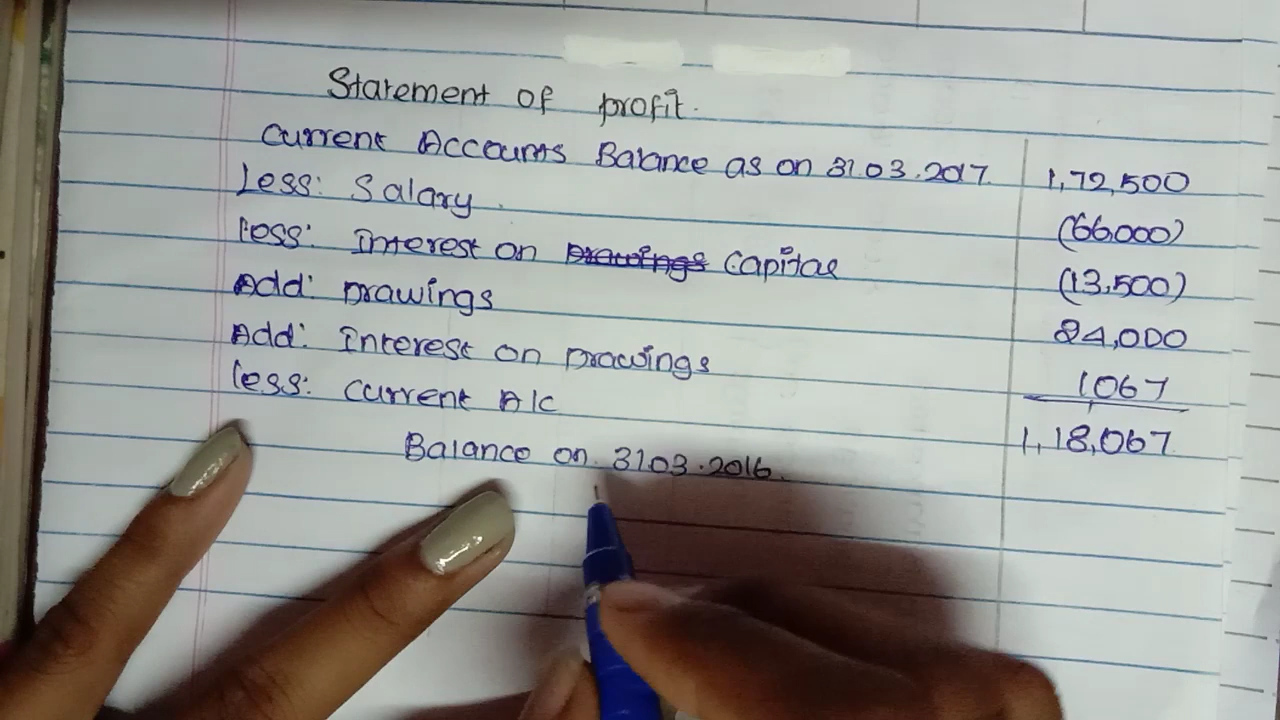 Statement of profit.
Current Accounts Balance as on 31.03.2017 1,72,500
Less: Salary (66,000)
Less: Interest on Drawings Capital (13,500)
Add: Drawings 24,000
Add: Interest on Drawings 1,067
Less: Current A/c 1,18,067
Balance on 31.03.2016.